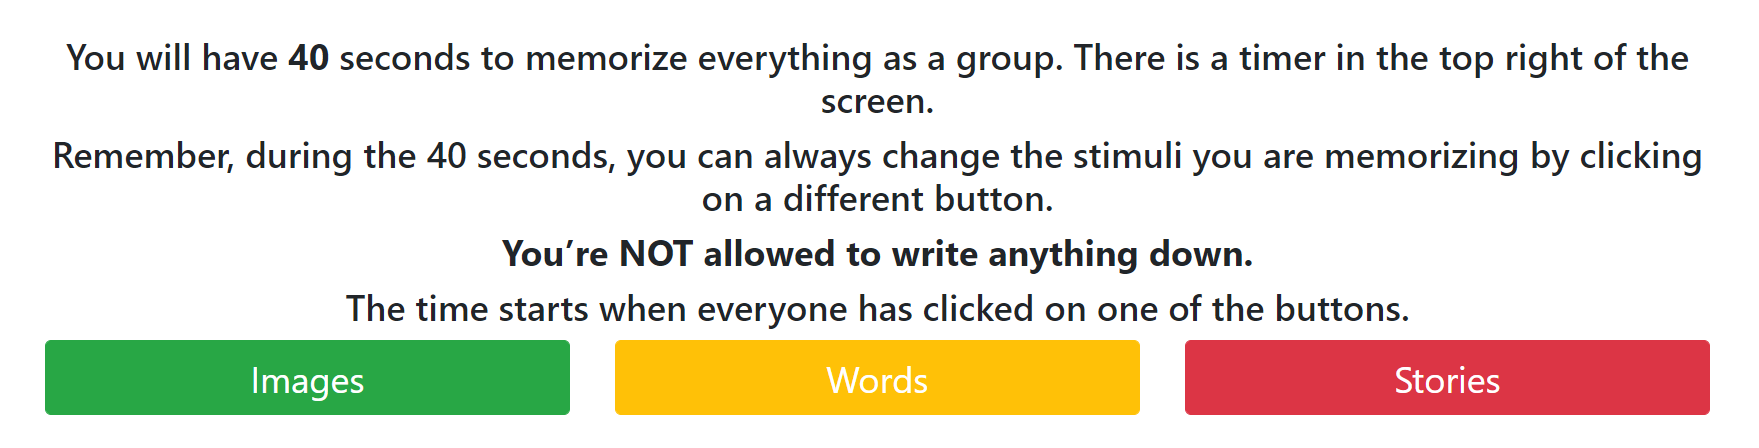 You will have 40 seconds to memorize everything as a group. There is a timer in the top right of the
screen.
Remember, during the 40 seconds, you can always change the stimuli you are memorizing by clicking
on a different button.
You’re NOT allowed to write anything down.
The time starts when everyone has clicked on one of the buttons.
Images Words Stories